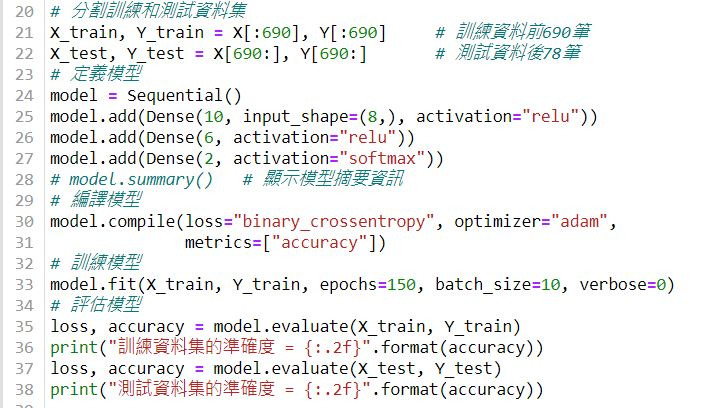 20 # 分割訓練和測試資料集
21 X_train, Y_train = X[:690], Y[:690]     # 訓練資料前690筆
22 X_test, Y_test = X[690:], Y[690:]       # 測試資料後78筆
23 # 定義模型
24 model = Sequential()
25 model.add(Dense(10, input_shape=(8,), activation="relu"))
26 model.add(Dense(6, activation="relu"))
27 model.add(Dense(2, activation="softmax"))
28 # model.summary()   # 顯示模型摘要資訊
29 # 編譯模型
30 model.compile(loss="binary_crossentropy", optimizer="adam",
31               metrics=["accuracy"])
32 # 訓練模型
33 model.fit(X_train, Y_train, epochs=150, batch_size=10, verbose=0)
34 # 評估模型
35 loss, accuracy = model.evaluate(X_train, Y_train)
36 print("訓練資料集的準確度 = {:.2f}".format(accuracy))
37 loss, accuracy = model.evaluate(X_test, Y_test)
38 print("測試資料集的準確度 = {:.2f}".format(accuracy))